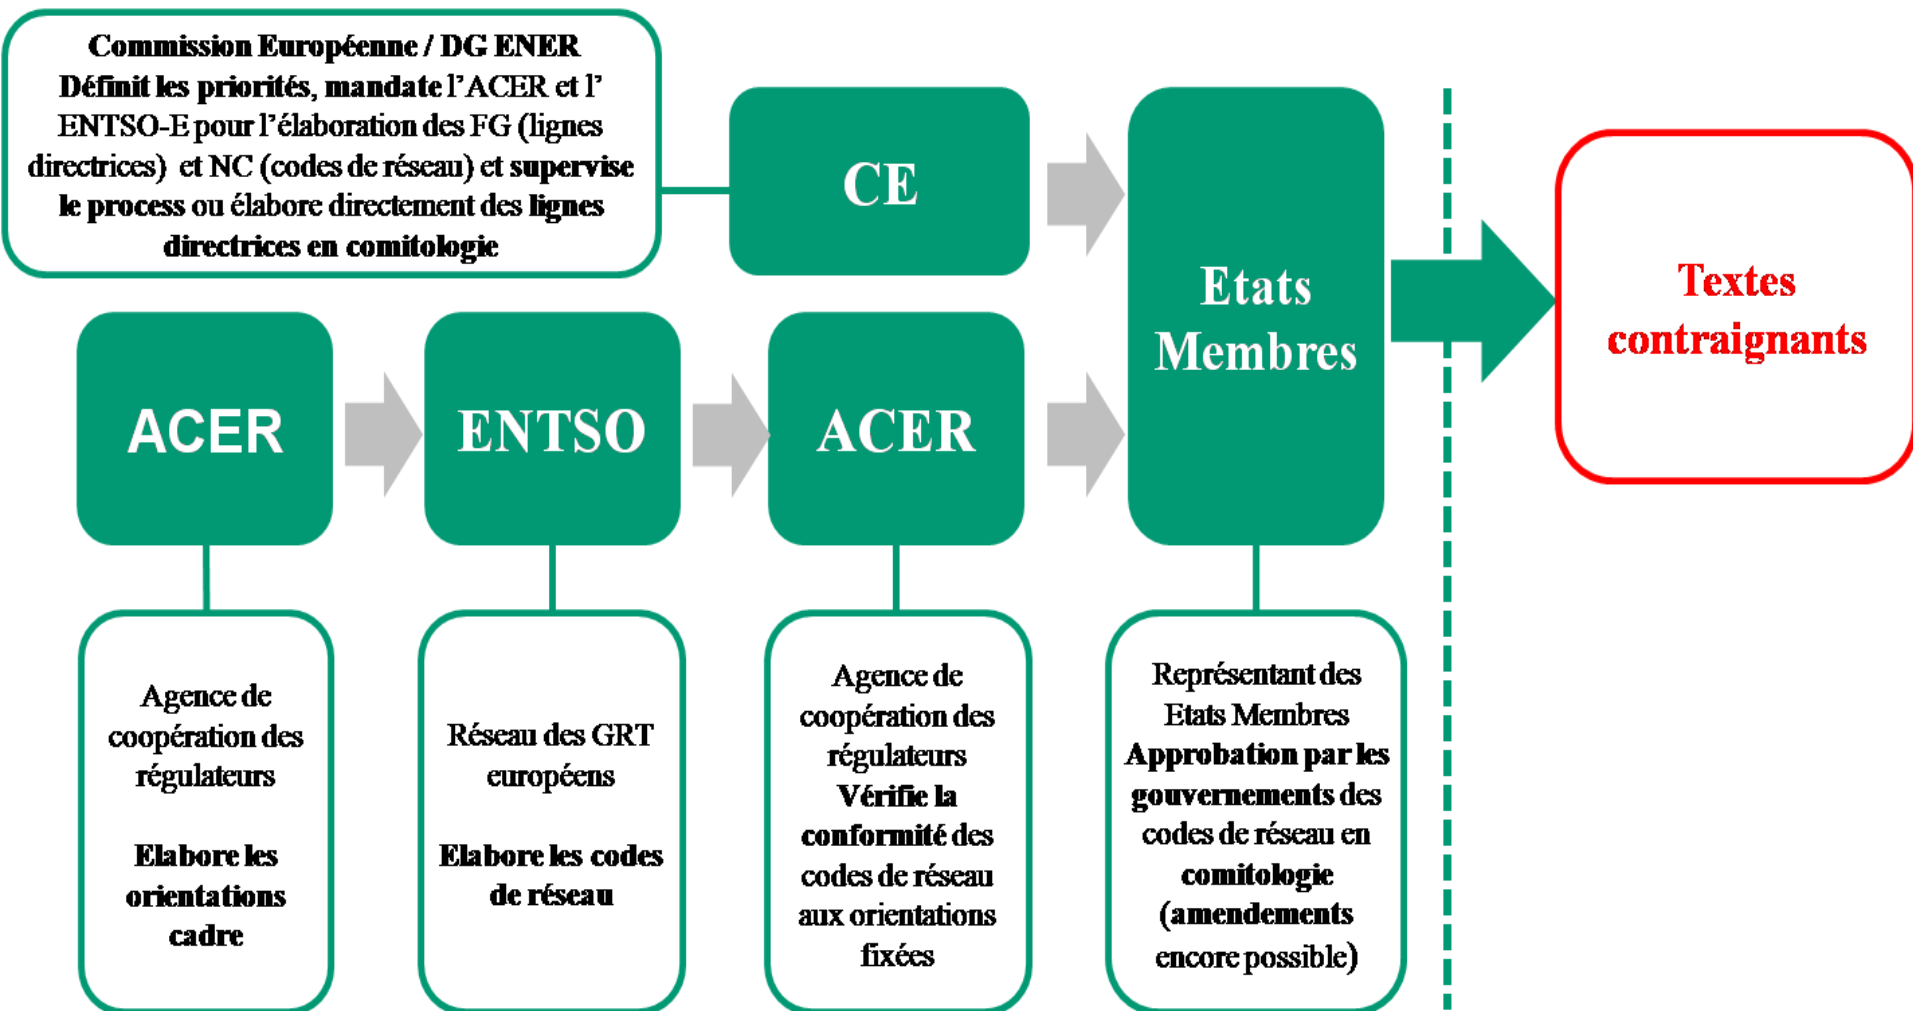 Commission Européenne / DG ENER
Définit les priorités, mandate l’ACER et l’
ENTSO-E pour l’élaboration des FG (lignes
directrices) et NC (codes de réseau) et supervise
le process ou élabore directement des lignes
directrices en comitologie
CE
Etats
Membres
Textes
contraignants
ACER
ENTSO
ACER
Agence de
coopération des
régulateurs
Elabore les
orientations
cadre
Réseau des GRT
européens
Elabore les codes
de réseau
Agence de
coopération des
régulateurs
Vérifie la
conformité des
codes de réseau
aux orientations
fixées
Représentant des
Etats Membres
Approbation par les
gouvernements des
codes de réseau en
comitologie
(amendements
encore possible)